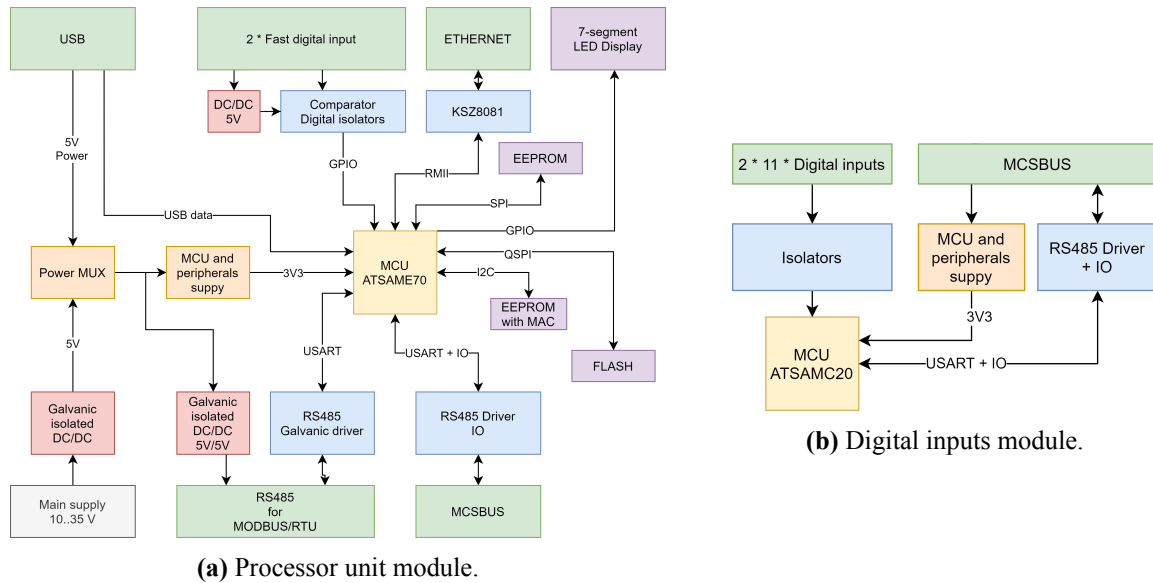 USB
2 * Fast digital input
ETHERNET
7-segment
LED Display
DC/DC
5V
Comparator
Digital isolators
KSZ8081
5V
Power
GPIO
RMII
EEPROM
SPI
USB data
GPIO
Power MUX
MCU and
peripherals
suppy
3V3
MCU
ATSAME70
QSPI
I2C
EEPROM
with MAC
5V
USART
USART + IO
FLASH
Galvanic
isolated
DC/DC
Galvanic
isolated
DC/DC
5V/5V
RS485
Galvanic driver
RS485 Driver
IO
Main supply
10..35 V
RS485
for
MODBUS/RTU
MCSBUS
(a) Processor unit module.
2 * 11 * Digital inputs
MCSBUS
Isolators
MCU and
peripherals
suppy
RS485 Driver
+ IO
3V3
MCU
ATSAMC20
USART + IO
(b) Digital inputs module.